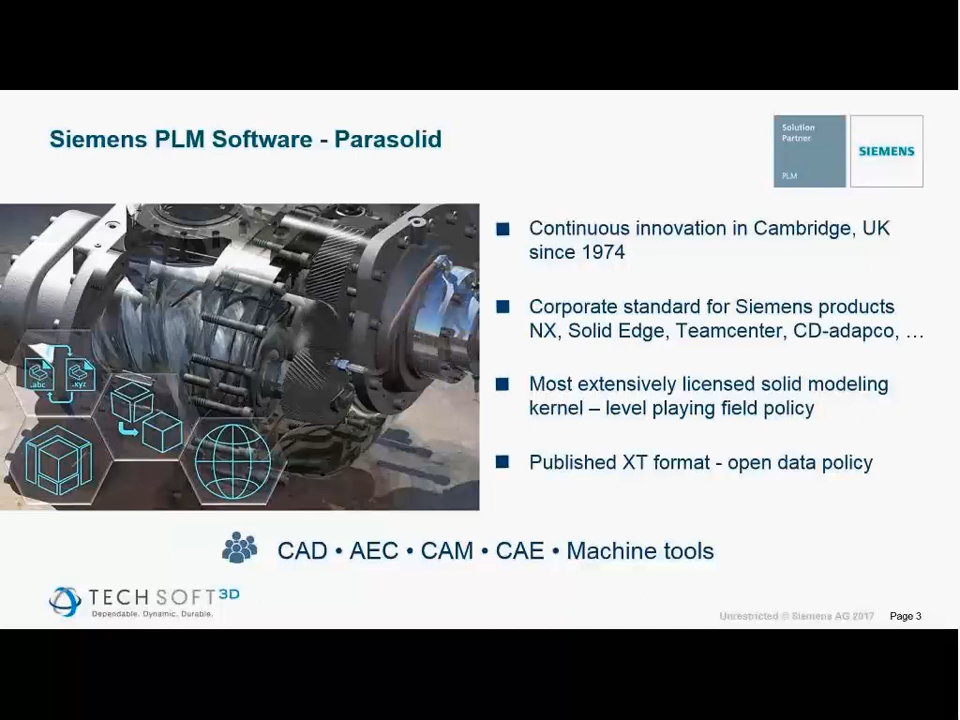 Siemens PLM Software - Parasolid
Solution
Partner
PLM
SIEMENS
■ Continuous innovation in Cambridge, UK
since 1974
■ Corporate standard for Siemens products
NX, Solid Edge, Teamcenter, CD-adapco, …
■ Most extensively licensed solid modeling
kernel – level playing field policy
■ Published XT format - open data policy
.abc
.xyz
CAD • AEC • CAM • CAE • Machine tools
TECH SOFT 3D
Dependable. Dynamic. Durable.
Unrestricted © Siemens AG 2017 Page 3